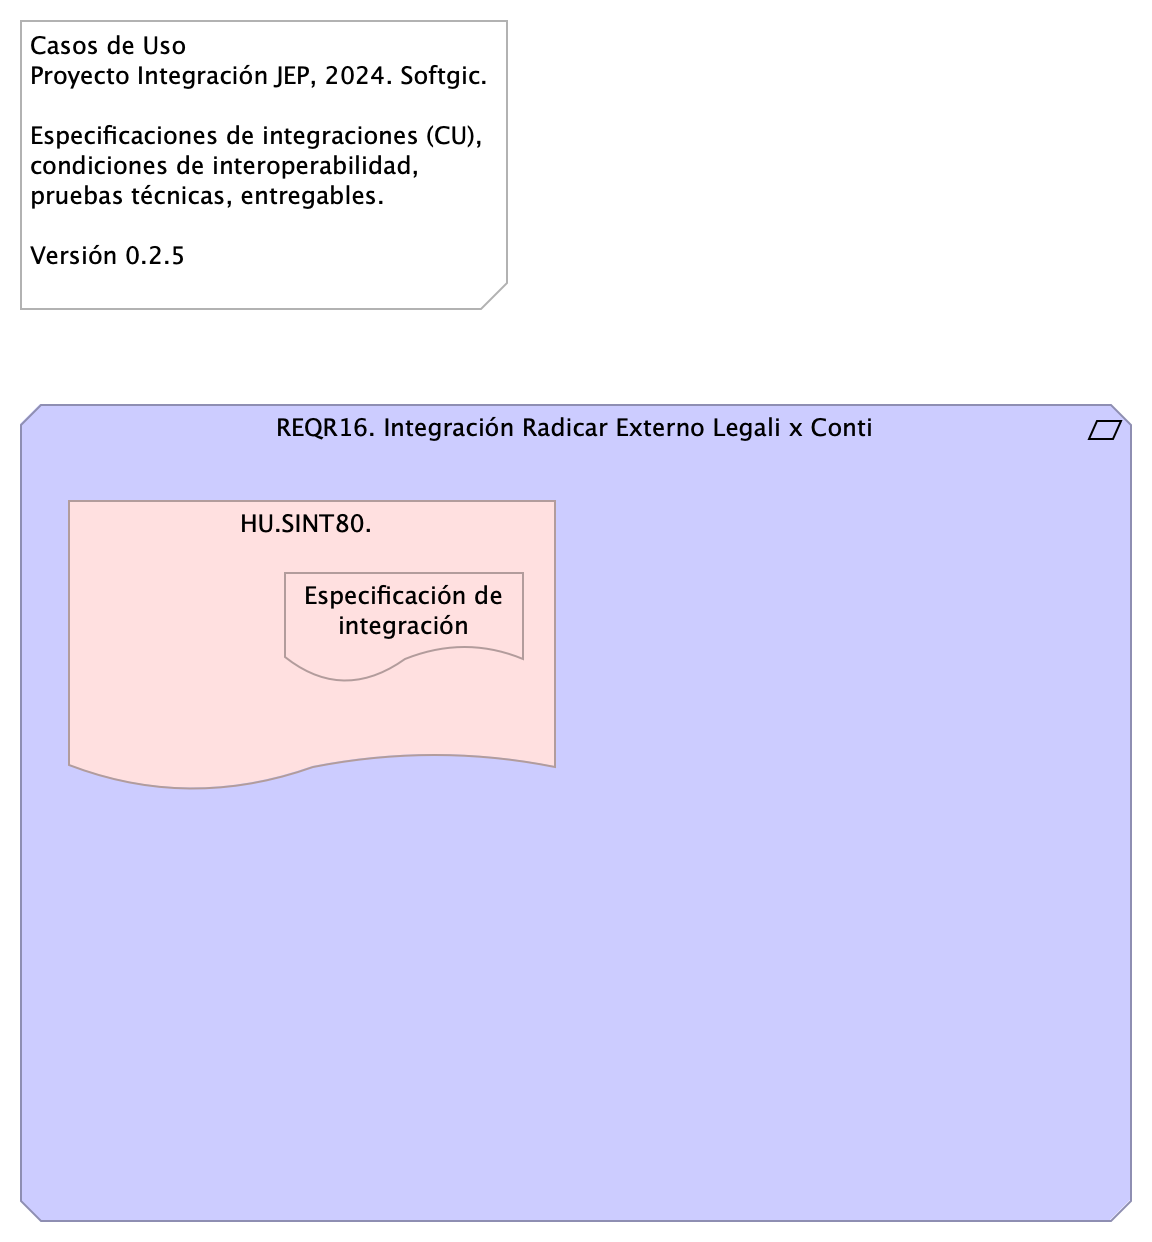 Casos de Uso
Proyecto Integración JEP, 2024. Softgic.
Especificaciones de integraciones (CU),
condiciones de interoperabilidad,
pruebas técnicas, entregables.
Versión 0.2.5
REQR16. Integración Radicar Externo Legali x Conti
HU.SINT80.
Especificación de
integración